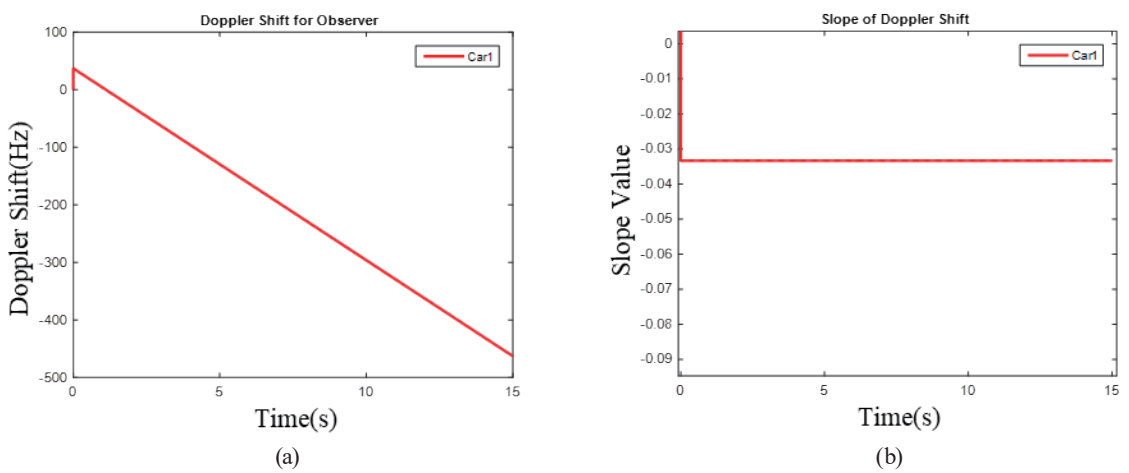 Doppler Shift for Observer
100
0
-100
-200
-300
-400
-500
Doppler Shift(Hz)
Car1
0
5
10
15
Time(s)
(a)
Slope of Doppler Shift
0
-0.01
-0.02
-0.03
-0.04
-0.05
-0.06
-0.07
-0.08
-0.09
Slope Value
Car1
0
5
10
15
Time(s)
(b)